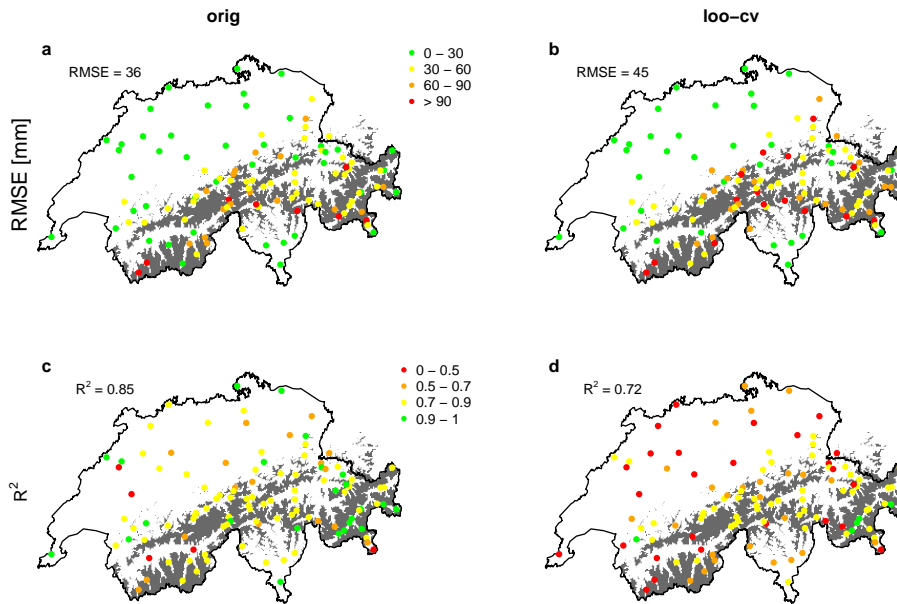 orig
loo–cv
a
b
RMSE = 36
RMSE = 45
0 – 30
30 – 60
60 – 90
> 90
RMSE [mm]
c
d
R² = 0.85
R² = 0.72
0 – 0.5
0.5 – 0.7
0.7 – 0.9
0.9 – 1
R²